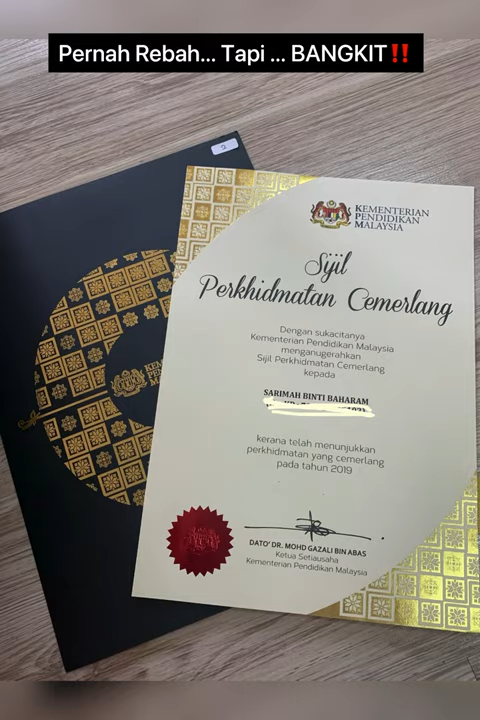 Pernah Rebah... Tapi ... BANGKIT‼️
KEMENTERIAN
PENDIDIKAN
MALAYSIA
Sijil
Perkhidmatan Cemerlang
Dengan sukacitanya
Kementerian Pendidikan Malaysia
menganugerahkan
Sijil Perkhidmatan Cemerlang
kepada
SARIMAH BINTI BAHARAM
kerana telah menunjukkan
perkhidmatan yang cemerlang
pada tahun 2019
DATO' DR. MOHD GAZALI BIN ABAS
Ketua Setiausaha
Kementerian Pendidikan Malaysia